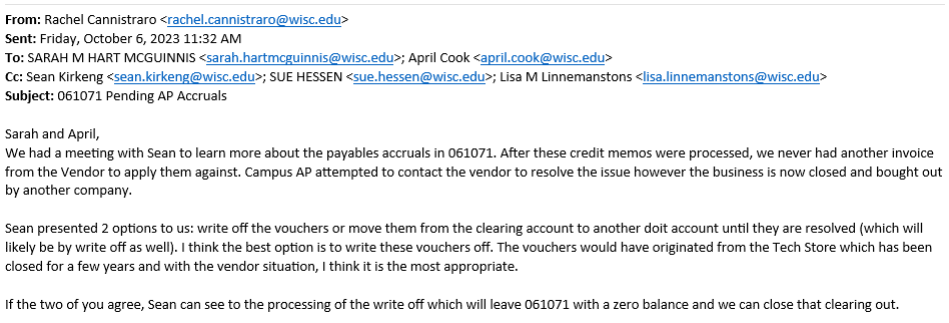 From: Rachel Cannistraro <rachel.cannistraro@wisc.edu>
Sent: Friday, October 6, 2023 11:32 AM
To: SARAH M HART MCGUINNIS <sarah.hartmcguinnis@wisc.edu>; April Cook <april.cook@wisc.edu>
Cc: Sean Kirkeng <sean.kirkeng@wisc.edu>; SUE HESSEN <sue.hessen@wisc.edu>; Lisa M Linnemanstons <lisa.linnemanstons@wisc.edu>
Subject: 061071 Pending AP Accruals
Sarah and April,
We had a meeting with Sean to learn more about the payables accruals in 061071. After these credit memos were processed, we never had another invoice
from the Vendor to apply them against. Campus AP attempted to contact the vendor to resolve the issue however the business is now closed and bought out
by another company.
Sean presented 2 options to us: write off the vouchers or move them from the clearing account to another doit account until they are resolved (which will
likely be by write off as well). I think the best option is to write these vouchers off. The vouchers would have originated from the Tech Store which has been
closed for a few years and with the vendor situation, I think it is the most appropriate.
If the two of you agree, Sean can see to the processing of the write off which will leave 061071 with a zero balance and we can close that clearing out.